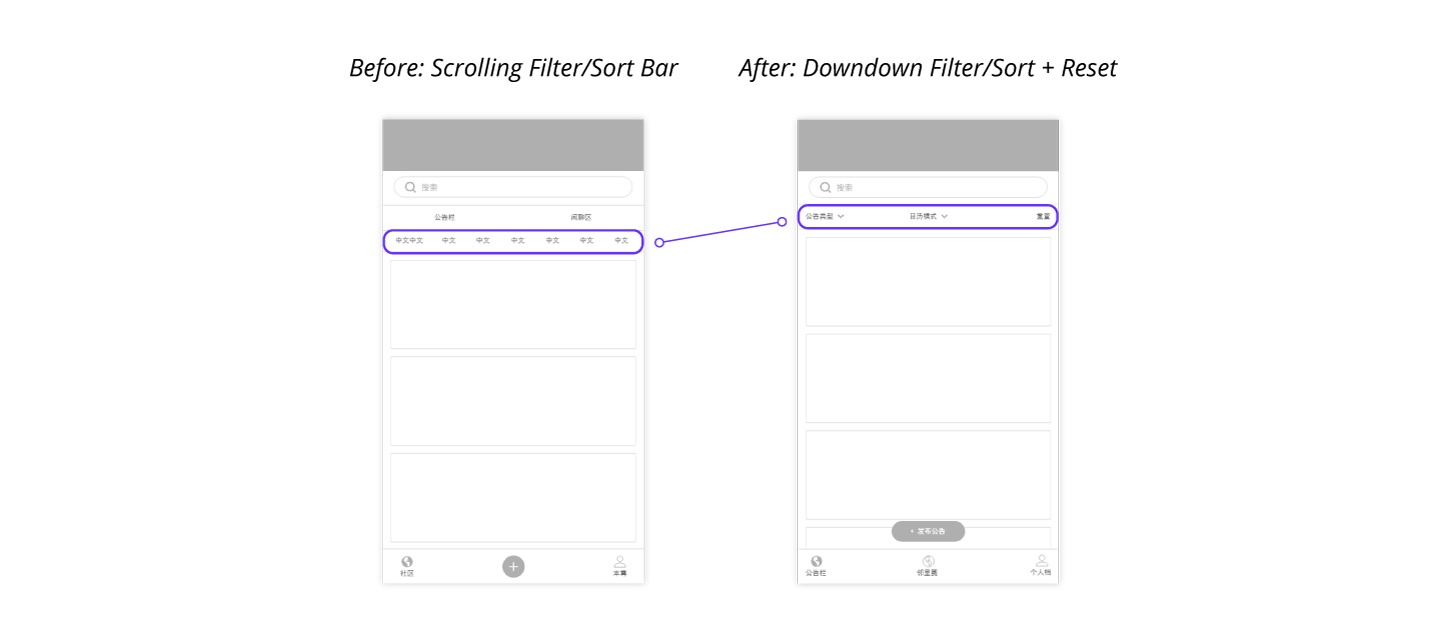 Before: Scrolling Filter/Sort Bar
After: Downdown Filter/Sort + Reset
搜索
公告栏 闲聊区
中文中文 中文 中文 中文 中文 中文 中文
社区
本喵
搜索
公告类型 日历模式 重置
+ 发布公告
公告栏 邻里圈 个人档